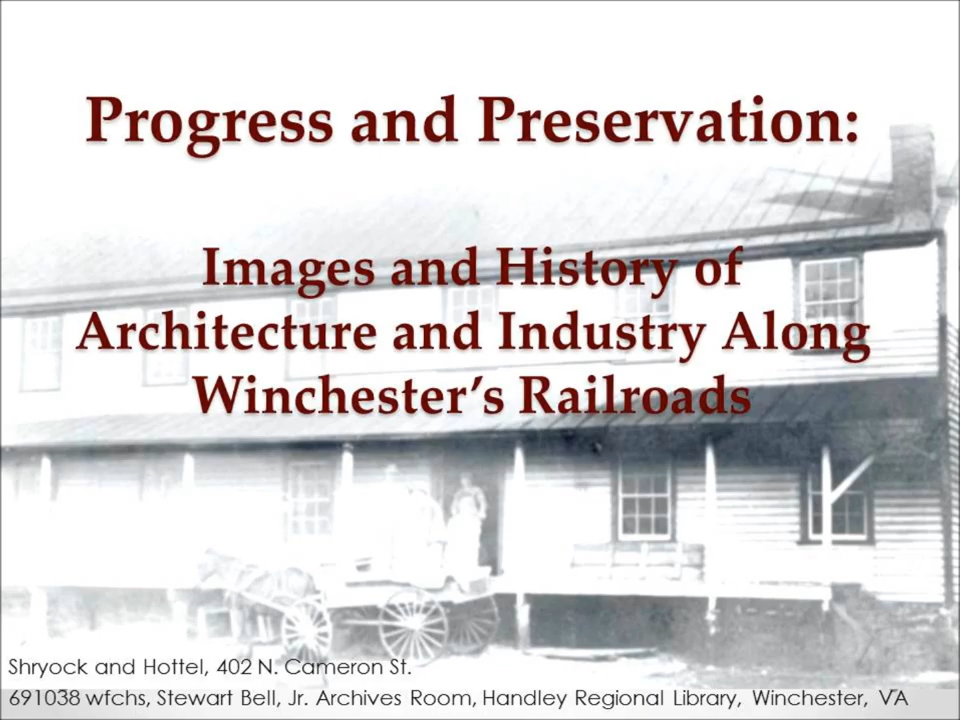 Progress and Preservation:
Images and History of
Architecture and Industry Along
Winchester’s Railroads
Shryock and Hottel, 402 N. Cameron St.
691038 wfchs, Stewart Bell, Jr. Archives Room, Handley Regional Library, Winchester, VA